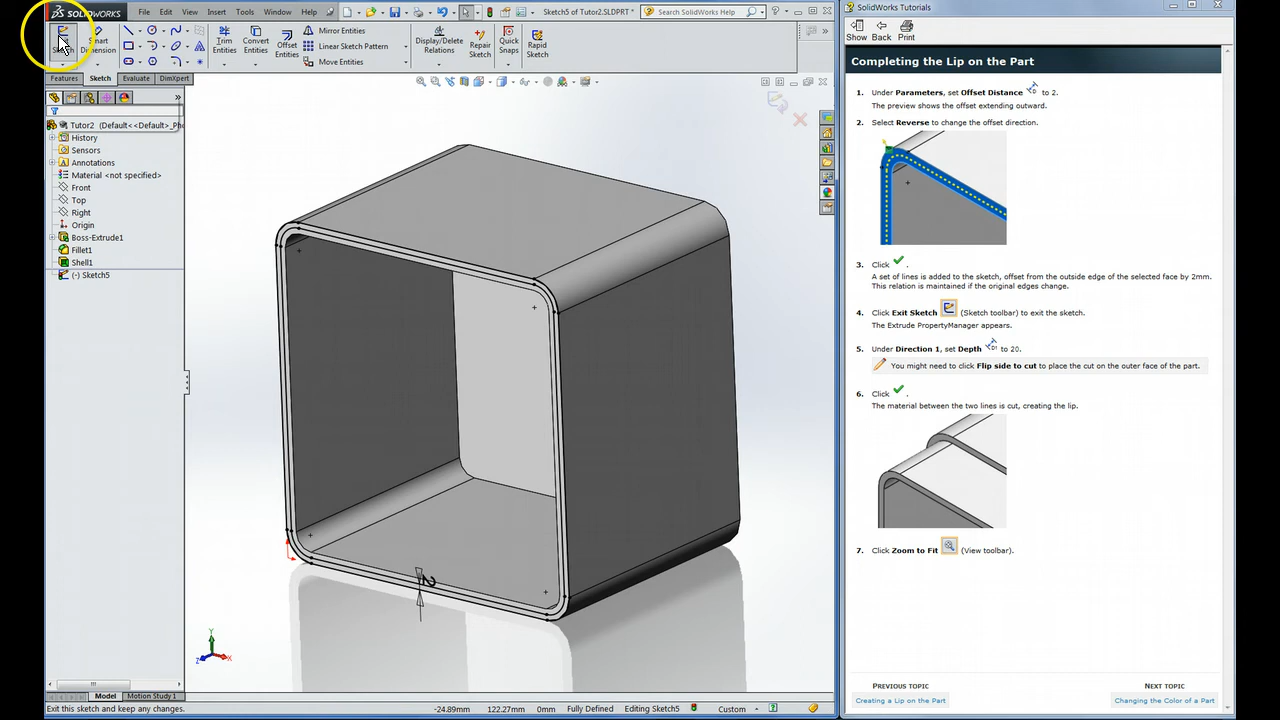 SOLIDWORKS
File Edit View Insert Tools Window Help
Sketch5 of Tutor2.SLDPRT *
Search SolidWorks Help
Smart Dimension
Trim Entities
Convert Entities
Offset Entities
Mirror Entities
Linear Sketch Pattern
Move Entities
Display/Delete Relations
Repair Sketch
Quick Snaps
Rapid Sketch
Features Sketch Evaluate DimXpert
Tutor2 (Default<<Default>_Ph
History
Sensors
Annotations
Material <not specified>
Front
Top
Right
Origin
Boss-Extrude1
Fillet1
Shell1
(-) Sketch5
2
Y
X
Z
Model Motion Study 1
Exit this sketch and keep any changes.
-24.89mm 122.27mm 0mm Fully Defined Editing Sketch5 Custom
SolidWorks Tutorials
Show Back Print
Completing the Lip on the Part
1. Under Parameters, set Offset Distance to 2.
The preview shows the offset extending outward.
2. Select Reverse to change the offset direction.
3. Click .
A set of lines is added to the sketch, offset from the outside edge of the selected face by 2mm.
This relation is maintained if the original edges change.
4. Click Exit Sketch (Sketch toolbar) to exit the sketch.
The Extrude PropertyManager appears.
5. Under Direction 1, set Depth to 20.
You might need to click Flip side to cut to place the cut on the outer face of the part.
6. Click .
The material between the two lines is cut, creating the lip.
7. Click Zoom to Fit (View toolbar).
PREVIOUS TOPIC
Creating a Lip on the Part
NEXT TOPIC
Changing the Color of a Part